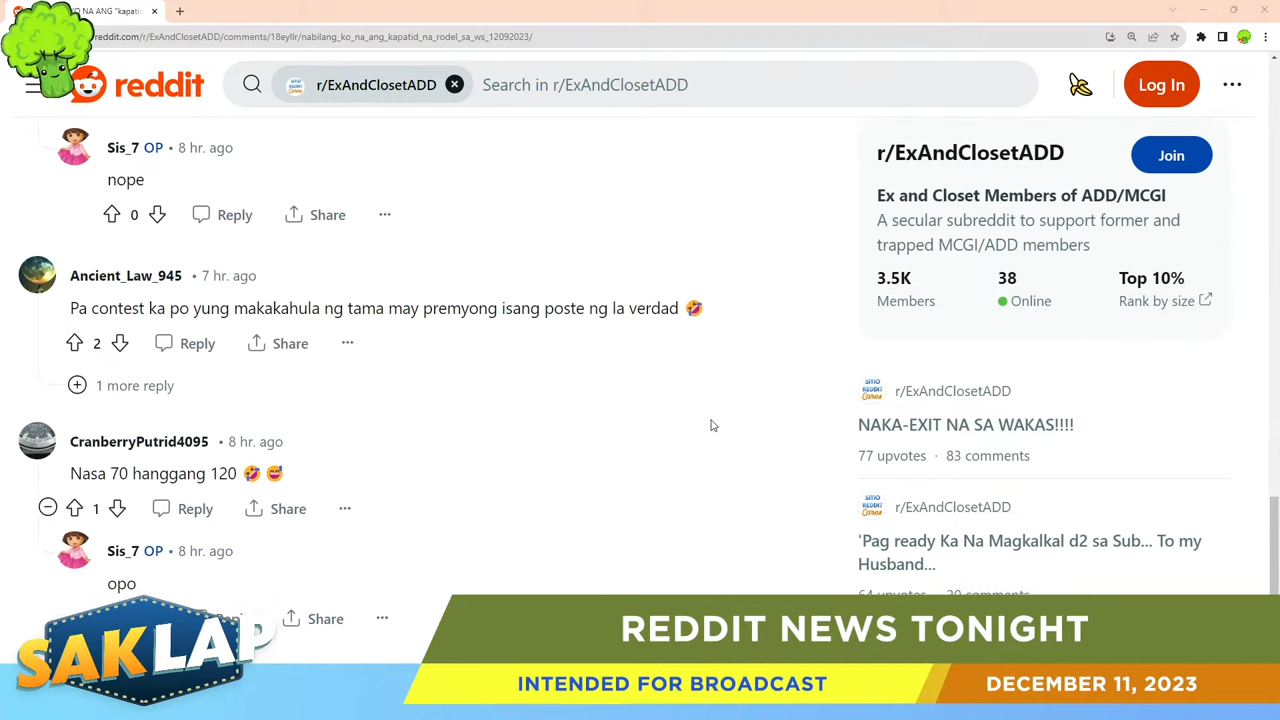 reddit.com/r/ExAndClosetADD/comments/18eyllr/nabilang_ko_na_ang_kapatid_na_rodel_sa_ws_12092023/
reddit
r/ExAndClosetADD
Search in r/ExAndClosetADD
Log In
Sis_7 OP • 8 hr. ago
nope
0 Reply Share ...
Ancient_Law_945 • 7 hr. ago
Pa contest ka po yung makakahula ng tama may premyong isang poste ng la verdad 🤣
2 Reply Share ...
1 more reply
CranberryPutrid4095 • 8 hr. ago
Nasa 70 hanggang 120 🤣 😅
1 Reply Share ...
Sis_7 OP • 8 hr. ago
opo
Share ...
r/ExAndClosetADD
Join
Ex and Closet Members of ADD/MCGI
A secular subreddit to support former and
trapped MCGI/ADD members
3.5K 38 Top 10%
Members Online Rank by size
SITIO REDDIT Cares r/ExAndClosetADD
NAKA-EXIT NA SA WAKAS!!!!
77 upvotes · 83 comments
SITIO REDDIT Cares r/ExAndClosetADD
'Pag ready Ka Na Magkalkal d2 sa Sub... To my
Husband...
SAKLAP
REDDIT NEWS TONIGHT
INTENDED FOR BROADCAST
DECEMBER 11, 2023